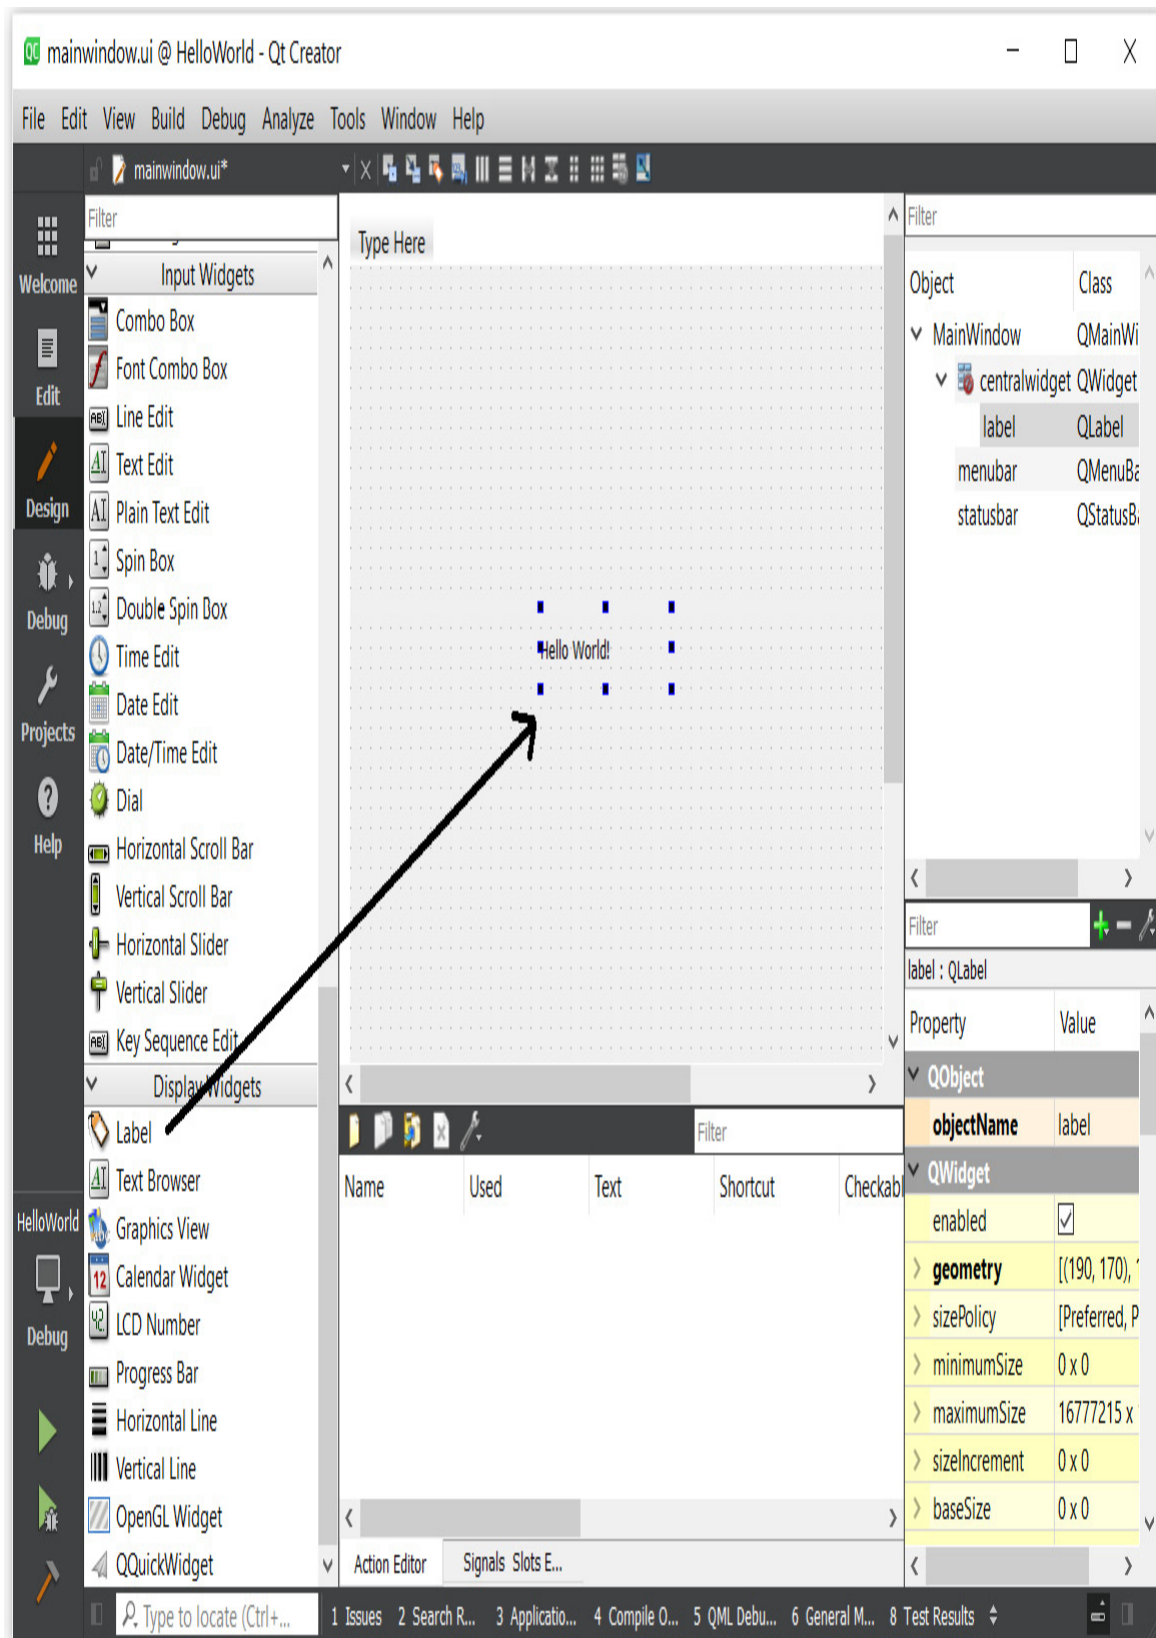 mainwindow.ui @ HelloWorld - Qt Creator
File Edit View Build Debug Analyze Tools Window Help
mainwindow.ui*
Welcome
Edit
Design
Debug
Projects
Help
HelloWorld
Debug
Filter
Input Widgets
Combo Box
Font Combo Box
Line Edit
Text Edit
Plain Text Edit
Spin Box
Double Spin Box
Time Edit
Date Edit
Date/Time Edit
Dial
Horizontal Scroll Bar
Vertical Scroll Bar
Horizontal Slider
Vertical Slider
Key Sequence Edit
Display Widgets
Label
Text Browser
Graphics View
Calendar Widget
LCD Number
Progress Bar
Horizontal Line
Vertical Line
OpenGL Widget
QQuickWidget
Type Here
Hello World!
Filter
Name Used Text Shortcut Checkabl
Action Editor Signals Slots E...
Filter
Object Class
MainWindow QMainWi
centralwidget QWidget
label QLabel
menubar QMenuBa
statusbar QStatusBa
Filter
label : QLabel
Property Value
QObject
objectName label
QWidget
enabled
geometry [(190, 170), 1
sizePolicy [Preferred, P
minimumSize 0 x 0
maximumSize 16777215 x
sizeIncrement 0 x 0
baseSize 0 x 0
Type to locate (Ctrl+...
1 Issues 2 Search R... 3 Applicatio... 4 Compile O... 5 QML Debu... 6 General M... 8 Test Results